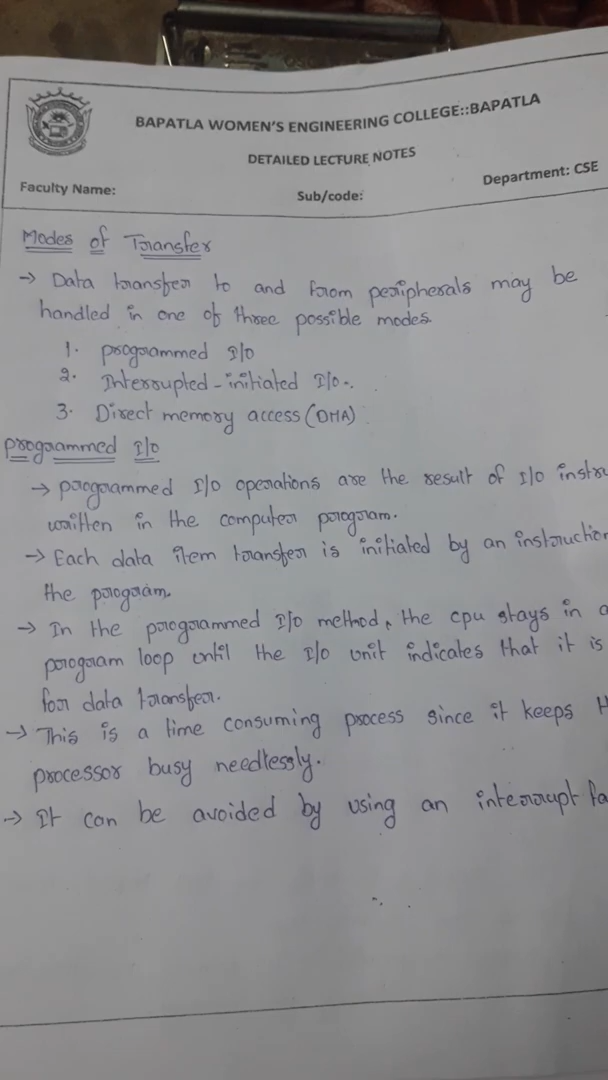 BAPATLA WOMEN'S ENGINEERING COLLEGE::BAPATLA
DETAILED LECTURE NOTES
Faculty Name: Sub/code: Department: CSE
Modes of Transfer
→ Data transfer to and from peripherals may be
handled in one of three possible modes.
1. programmed I/O
2. Interrupted-initiated I/O.
3. Direct memory access (DMA)
programmed I/O
→ programmed I/O operations are the result of I/O instru
written in the computer program.
→ Each data item transfer is initiated by an instruction
the program.
→ In the programmed I/O method, the cpu stays in a
program loop until the I/O unit indicates that it is
for data transfer.
→ This is a time consuming process since it keeps th
processor busy needlessly.
→ It can be avoided by using an interrupt fa